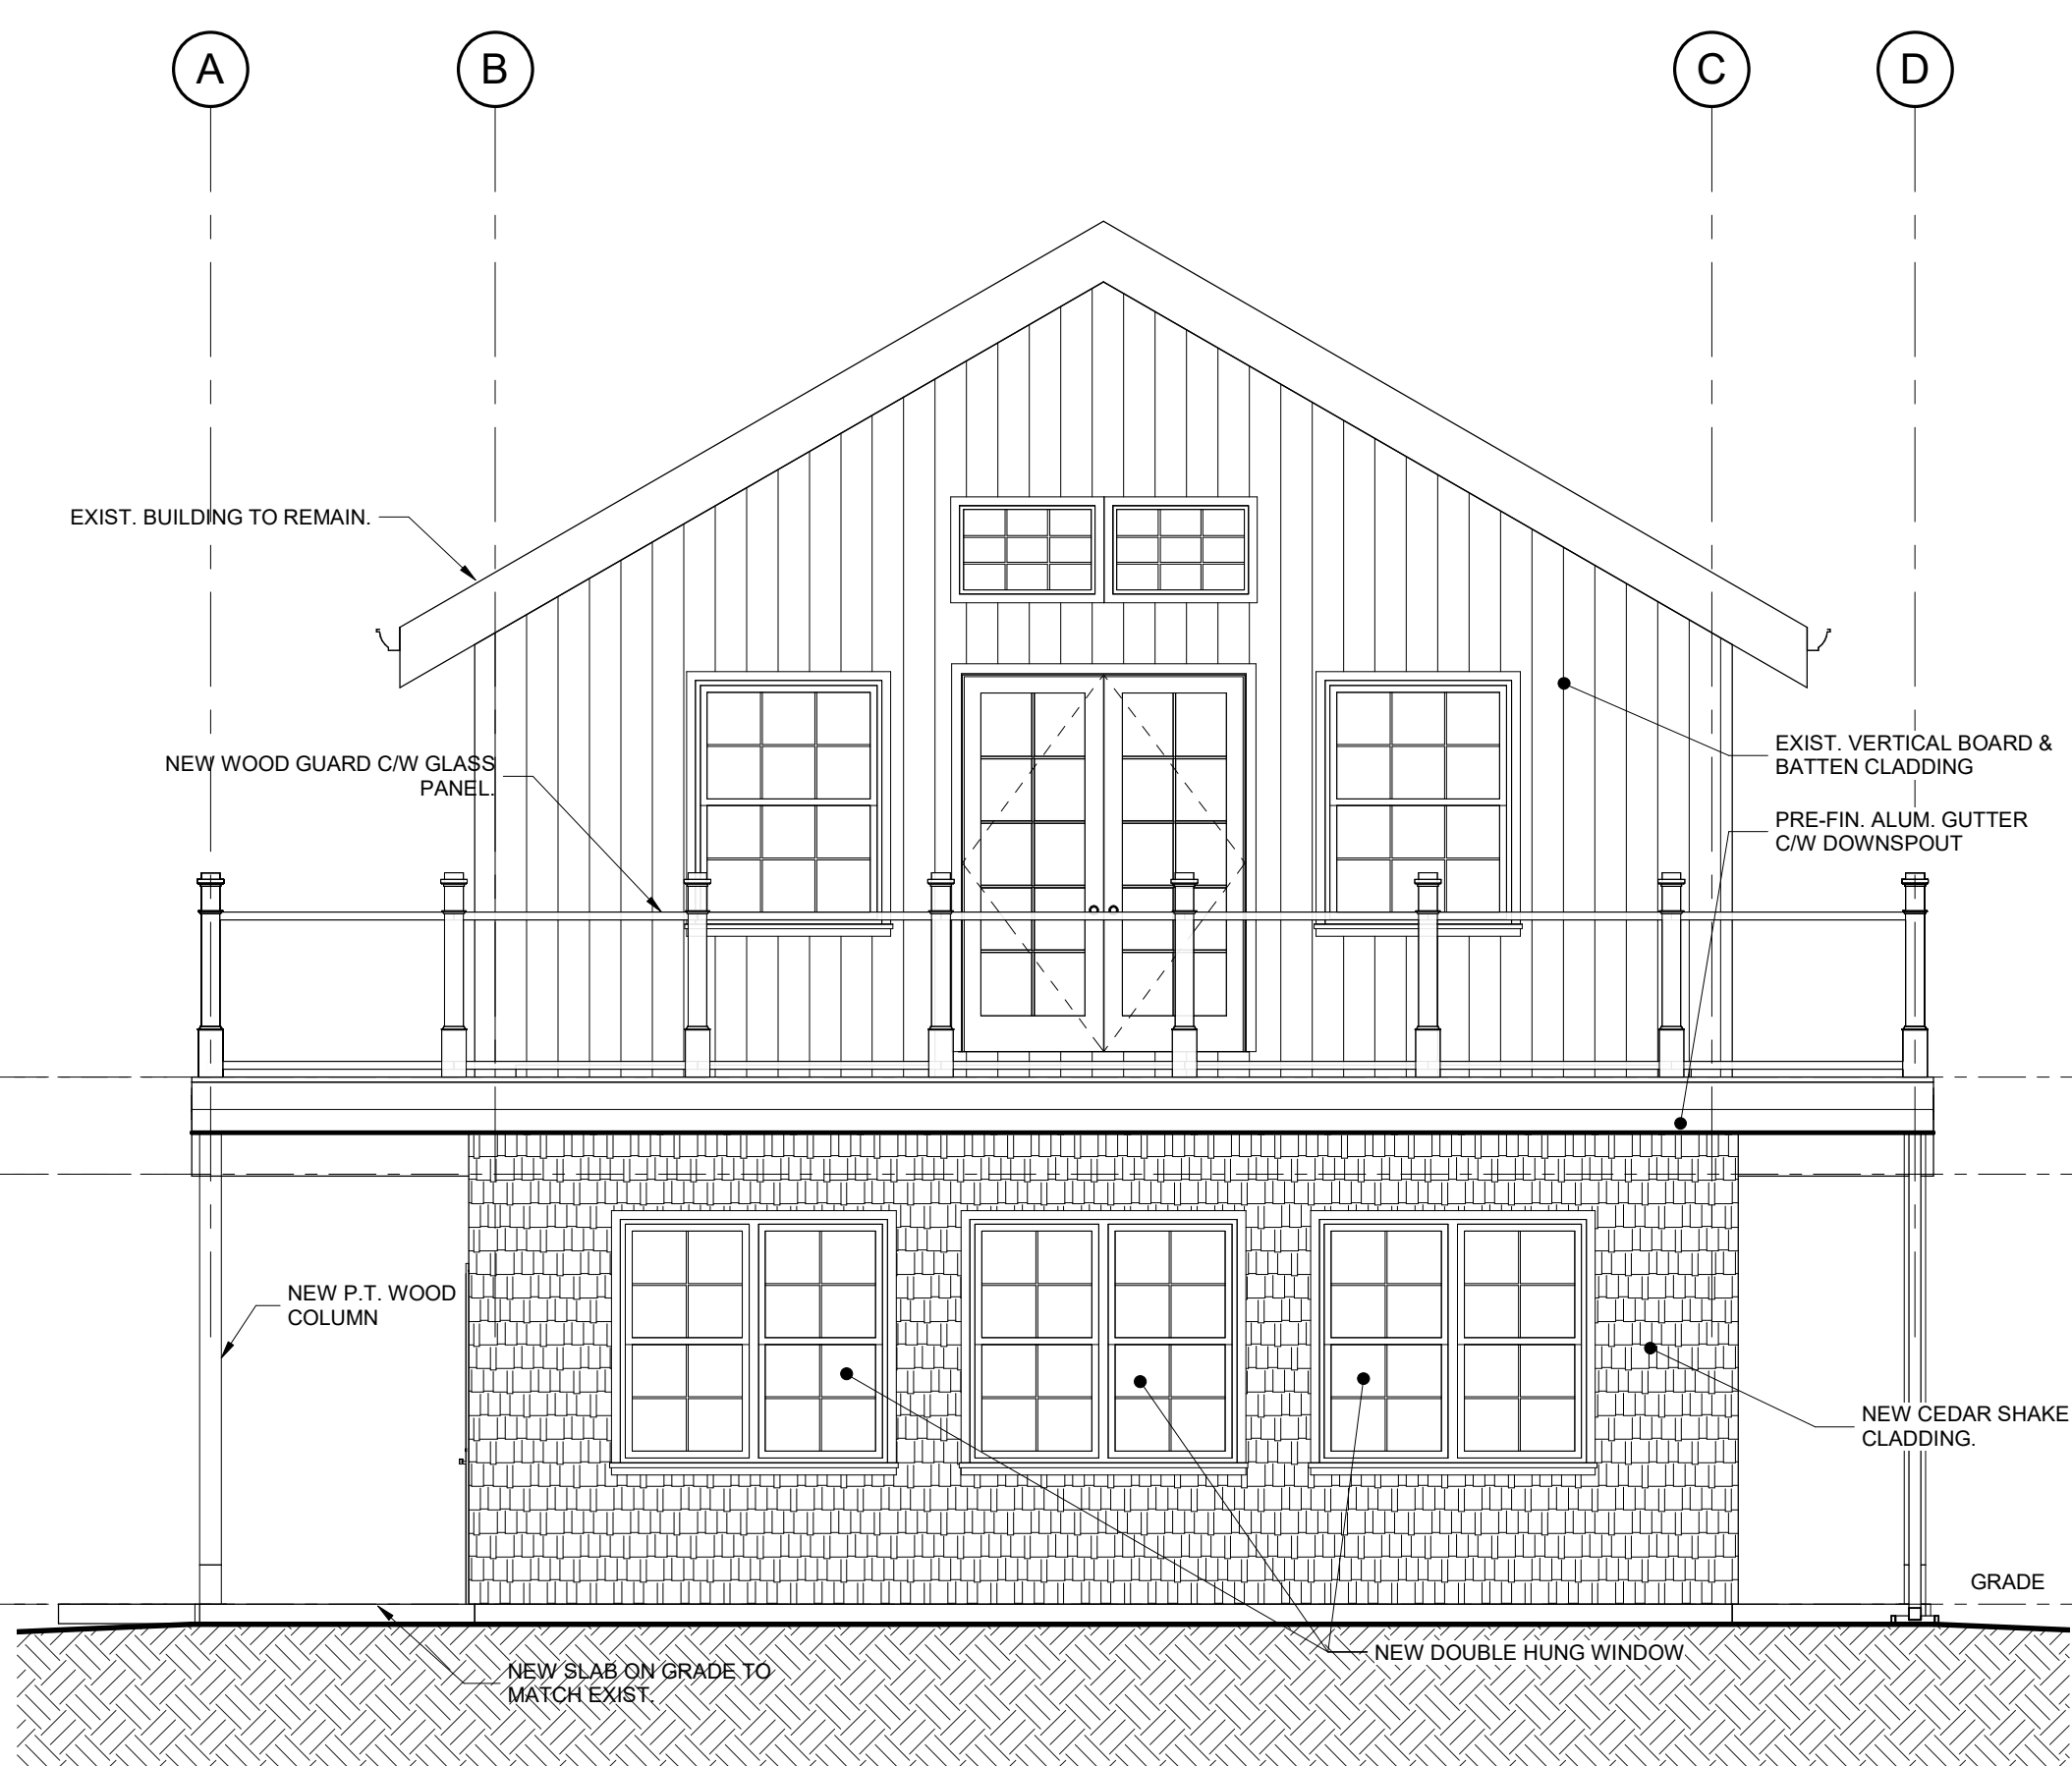 A
B
C
D
EXIST. BUILDING TO REMAIN.
NEW WOOD GUARD C/W GLASS
PANEL.
EXIST. VERTICAL BOARD &
BATTEN CLADDING
PRE-FIN. ALUM. GUTTER
C/W DOWNSPOUT
NEW P.T. WOOD
COLUMN
NEW CEDAR SHAKE
CLADDING.
GRADE
NEW DOUBLE HUNG WINDOW
NEW SLAB ON GRADE TO
MATCH EXIST.